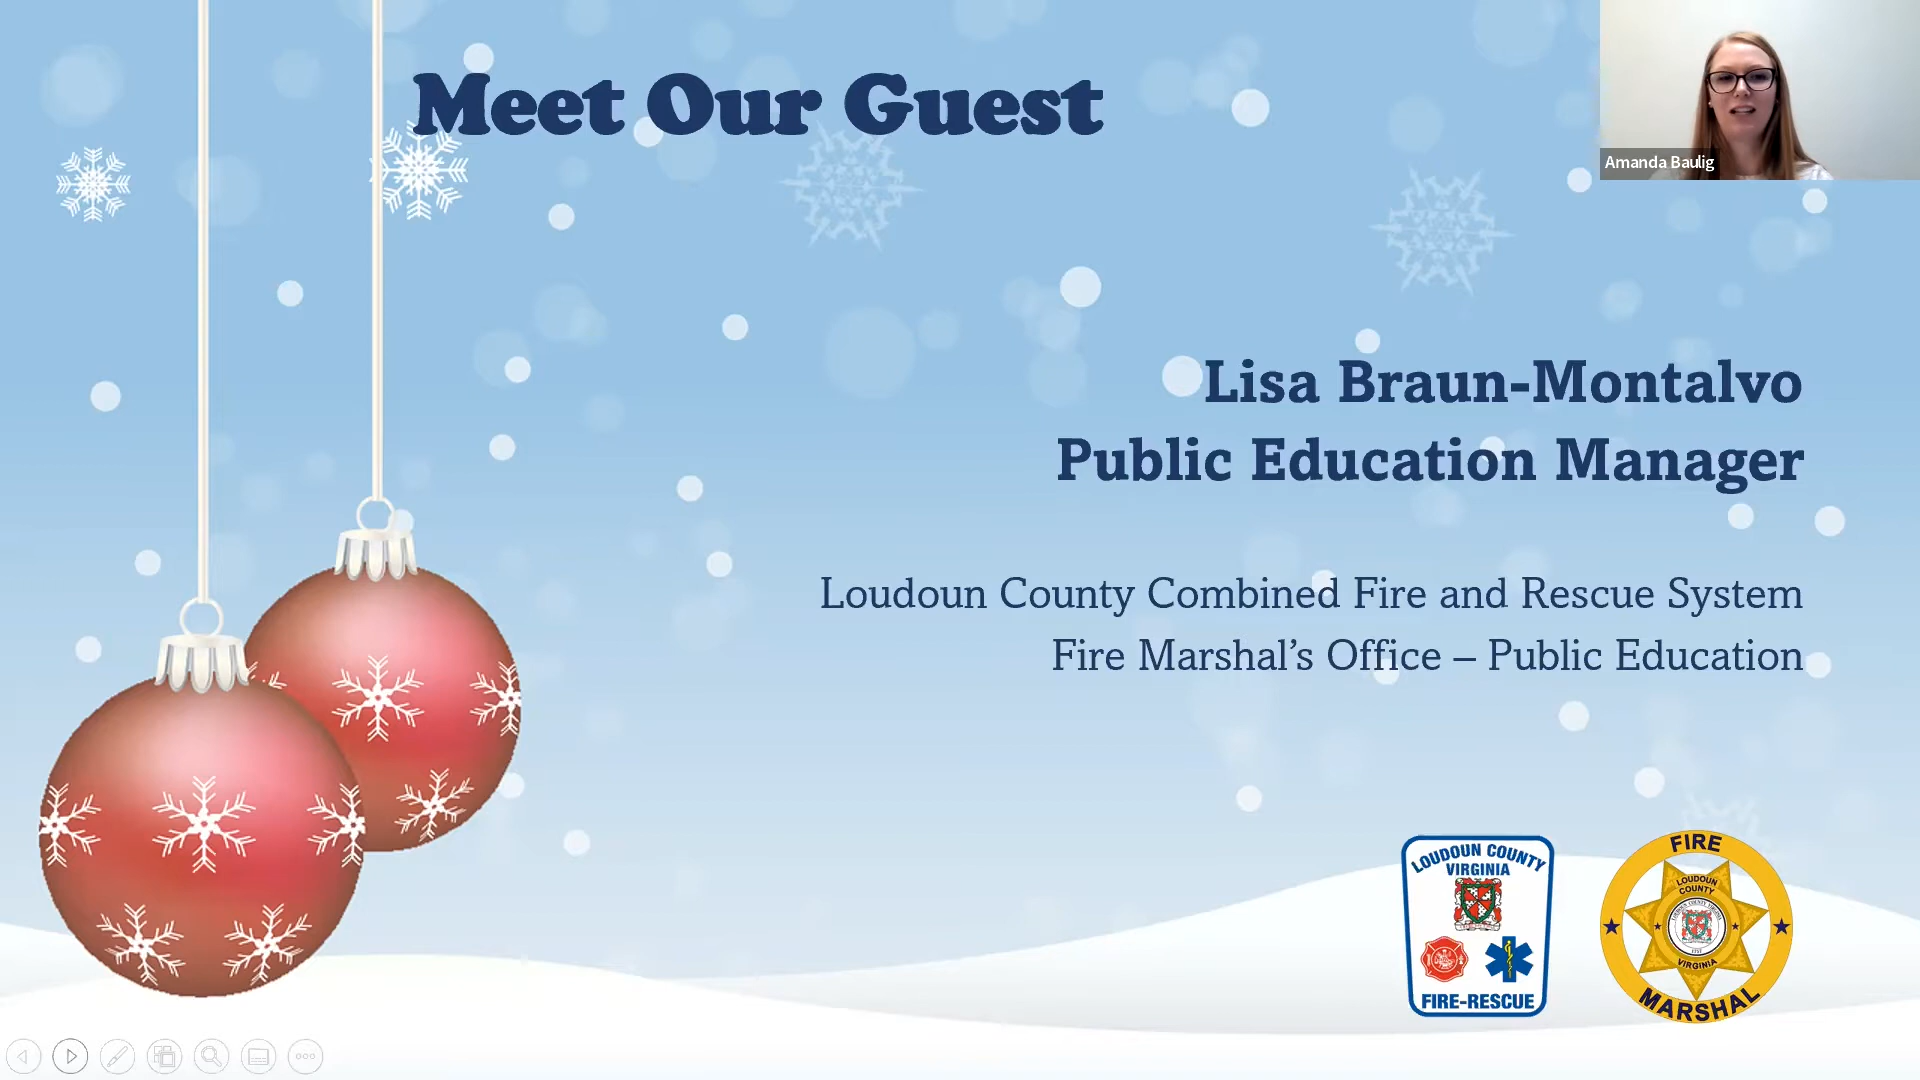 Meet Our Guest
Amanda Baulig
Lisa Braun-Montalvo
Public Education Manager
Loudoun County Combined Fire and Rescue System
Fire Marshal’s Office – Public Education
LOUDOUN COUNTY
VIRGINIA
FIRE-RESCUE
FIRE
LOUDOUN
COUNTY
VIRGINIA
MARSHAL